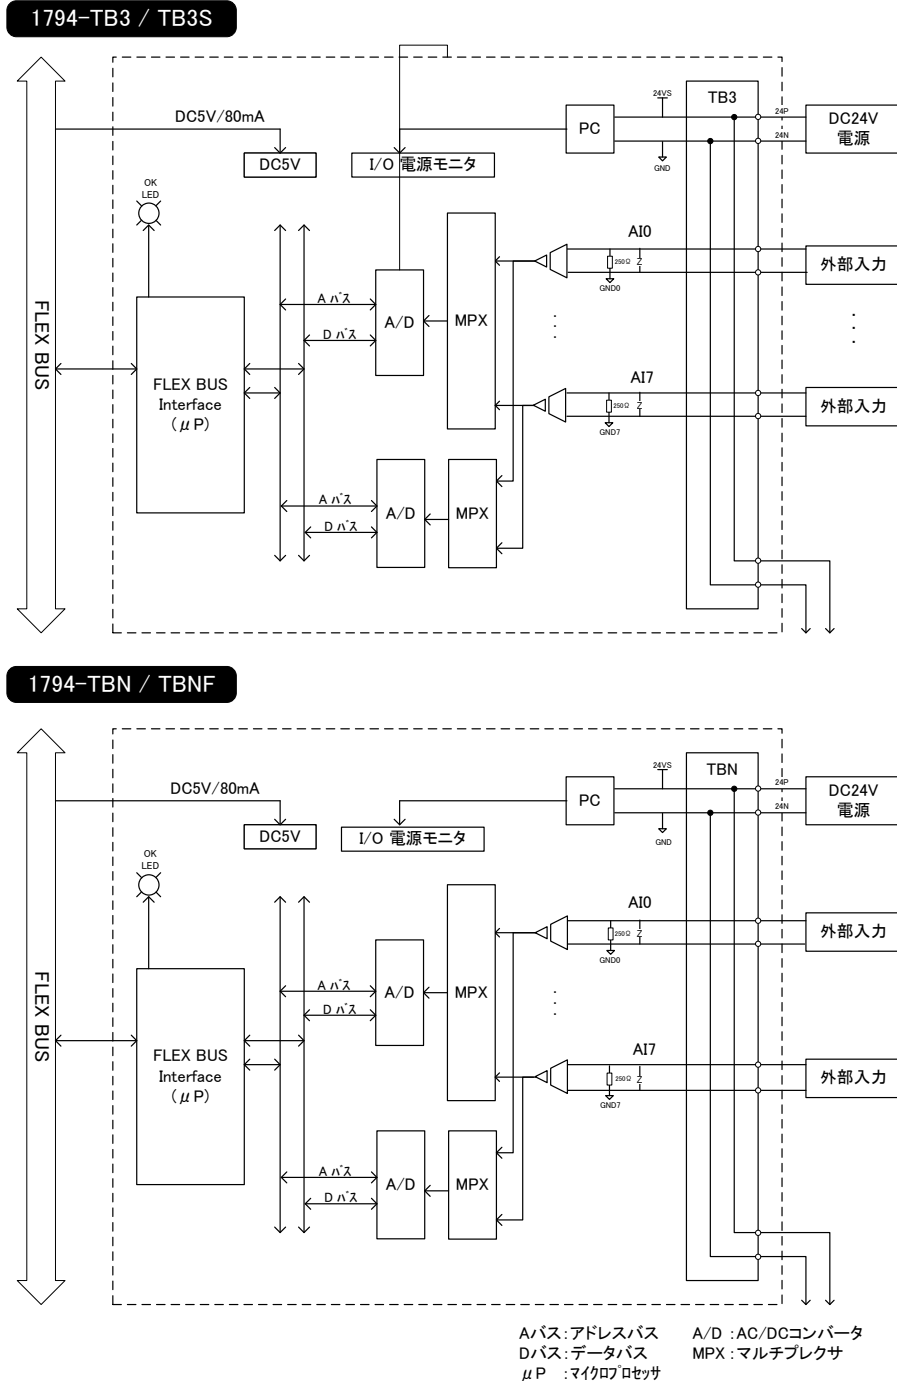 1794-TB3 / TB3S
DC5V/80mA
DC5V
OK
LED
I/O 電源モニタ
PC
24VS
GND
TB3
24P
24N
DC24V
電源
FLEX BUS
FLEX BUS
Interface
(μP)
A バス
D バス
A/D
MPX
AI0
250Ω
Z
GND0
外部入力
AI7
250Ω
Z
GND7
外部入力
A バス
D バス
A/D
MPX
1794-TBN / TBNF
DC5V/80mA
DC5V
OK
LED
I/O 電源モニタ
PC
24VS
GND
TBN
24P
24N
DC24V
電源
FLEX BUS
FLEX BUS
Interface
(μP)
A バス
D バス
A/D
MPX
AI0
250Ω
Z
GND0
外部入力
AI7
250Ω
Z
GND7
外部入力
A バス
D バス
A/D
MPX
Aバス:アドレスバス A/D :AC/DCコンバータ
Dバス:データバス MPX :マルチプレクサ
μP :マイクロプロセッサ